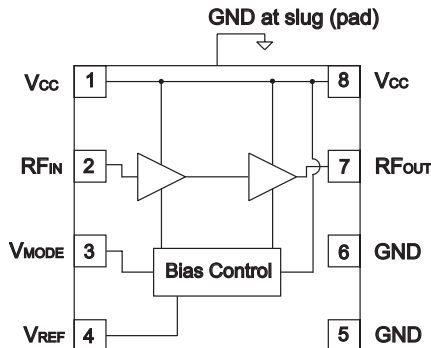 GND at slug (pad)
VCC 1 8 VCC
RFIN 2 7 RFOUT
VMODE 3 6 GND
Bias Control
VREF 4 5 GND